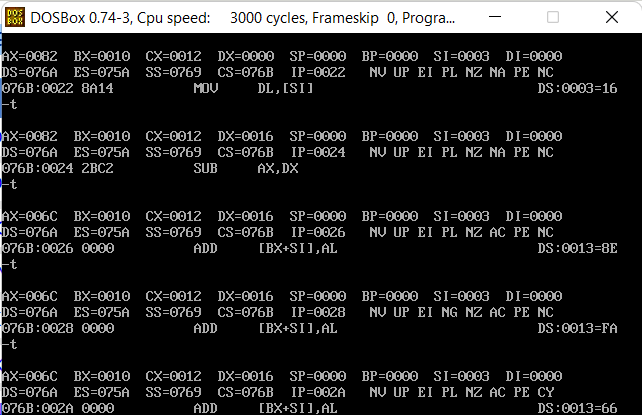 DOS
BOX
DOSBox 0.74-3, Cpu speed: 3000 cycles, Frameskip 0, Progra...
AX=0082 BX=0010 CX=0012 DX=0000 SP=0000 BP=0000 SI=0003 DI=0000
DS=076A ES=075A SS=0769 CS=076B IP=0022 NV UP EI PL NZ NA PE NC
076B:0022 8A14 MOV DL,[SI] DS:0003=16
-t
AX=0082 BX=0010 CX=0012 DX=0016 SP=0000 BP=0000 SI=0003 DI=0000
DS=076A ES=075A SS=0769 CS=076B IP=0024 NV UP EI PL NZ NA PE NC
076B:0024 2BC2 SUB AX,DX
-t
AX=006C BX=0010 CX=0012 DX=0016 SP=0000 BP=0000 SI=0003 DI=0000
DS=076A ES=075A SS=0769 CS=076B IP=0026 NV UP EI PL NZ AC PE NC
076B:0026 0000 ADD [BX+SI],AL DS:0013=8E
-t
AX=006C BX=0010 CX=0012 DX=0016 SP=0000 BP=0000 SI=0003 DI=0000
DS=076A ES=075A SS=0769 CS=076B IP=0028 NV UP EI NG NZ AC PE NC
076B:0028 0000 ADD [BX+SI],AL DS:0013=FA
-t
AX=006C BX=0010 CX=0012 DX=0016 SP=0000 BP=0000 SI=0003 DI=0000
DS=076A ES=075A SS=0769 CS=076B IP=002A NV UP EI PL NZ AC PE CY
076B:002A 0000 ADD [BX+SI],AL DS:0013=66